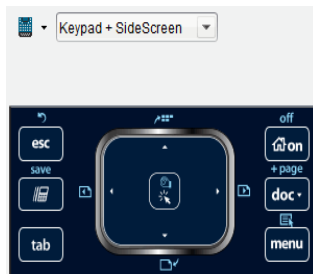 Keypad + SideScreen
off
esc
on
save
+ page
doc
tab
menu